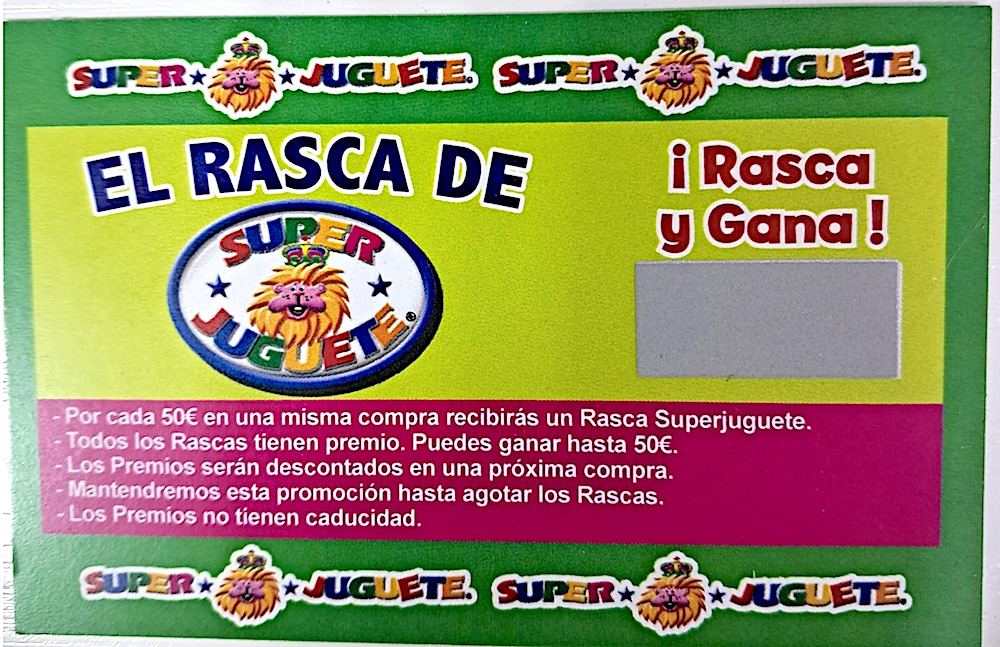 SUPER JUGUETE. SUPER JUGUETE.
EL RASCA DE
SUPER
JUGUETE®
¡Rasca
y Gana!
- Por cada 50€ en una misma compra recibirás un Rasca Superjuguete.
- Todos los Rascas tienen premio. Puedes ganar hasta 50€.
- Los Premios serán descontados en una próxima compra.
- Mantendremos esta promoción hasta agotar los Rascas.
- Los Premios no tienen caducidad.
SUPER JUGUETE. SUPER JUGUETE.